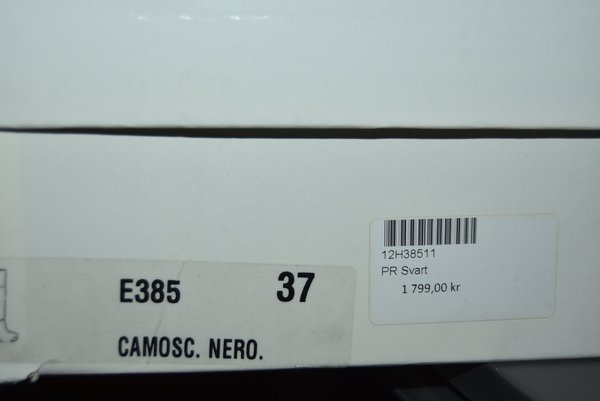 12H38511
PR Svart
1 799,00 kr
E385 37
CAMOSC. NERO.